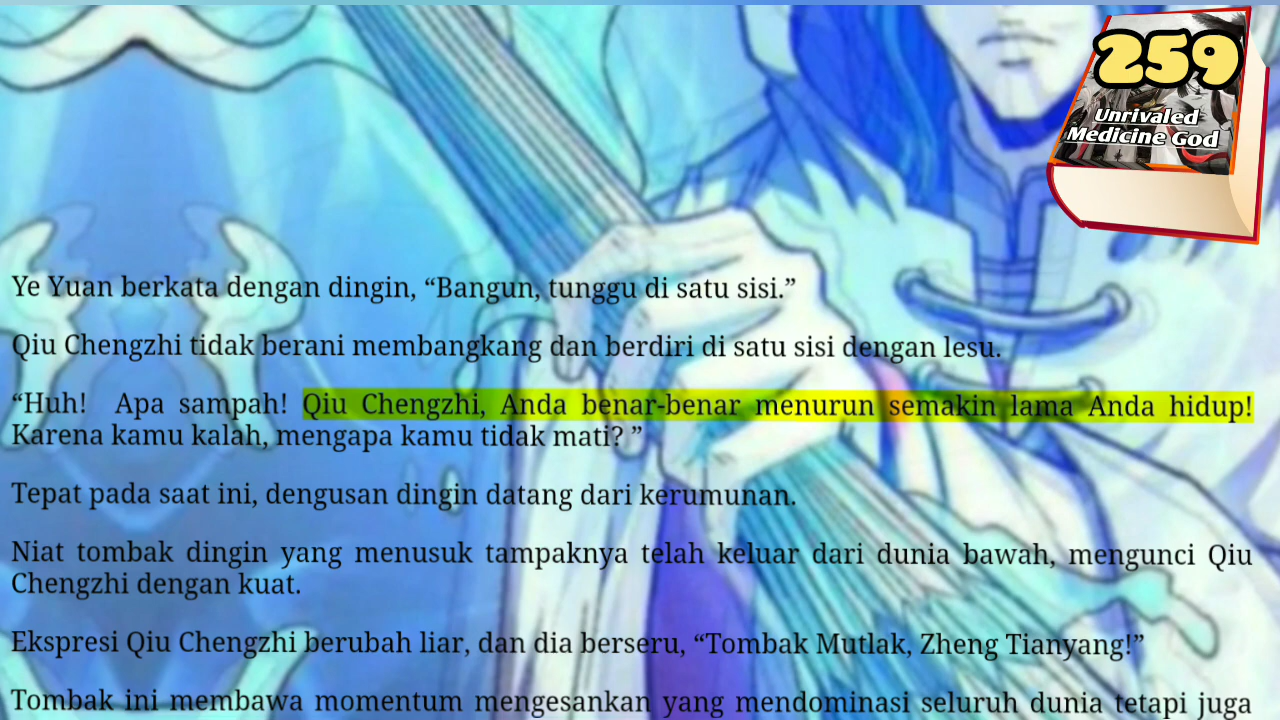 259
Unrivaled
Medicine God
Ye Yuan berkata dengan dingin, “Bangun, tunggu di satu sisi.”
Qiu Chengzhi tidak berani membangkang dan berdiri di satu sisi dengan lesu.
“Huh! Apa sampah! Qiu Chengzhi, Anda benar-benar menurun semakin lama Anda hidup!
Karena kamu kalah, mengapa kamu tidak mati? ”
Tepat pada saat ini, dengusan dingin datang dari kerumunan.
Niat tombak dingin yang menusuk tampaknya telah keluar dari dunia bawah, mengunci Qiu
Chengzhi dengan kuat.
Ekspresi Qiu Chengzhi berubah liar, dan dia berseru, “Tombak Mutlak, Zheng Tianyang!”
Tombak ini membawa momentum mengesankan yang mendominasi seluruh dunia tetapi juga